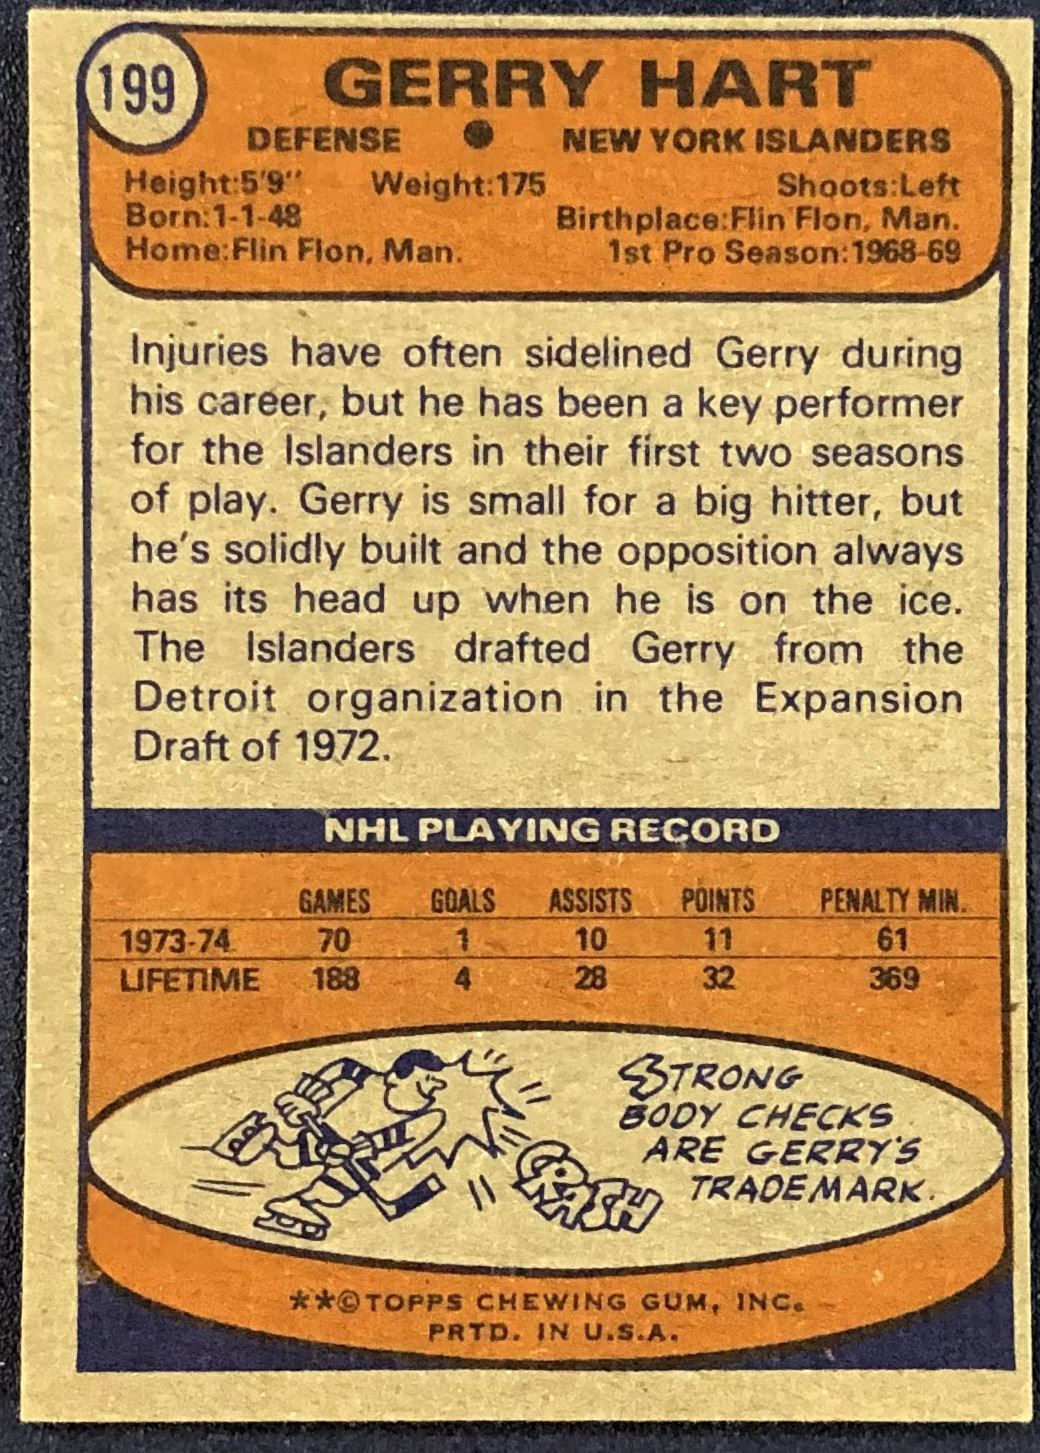 199
GERRY HART
DEFENSE ● NEW YORK ISLANDERS
Height:5'9" Weight:175 Shoots:Left
Born:1-1-48 Birthplace:Flin Flon, Man.
Home:Flin Flon, Man. 1st Pro Season:1968-69
Injuries have often sidelined Gerry during
his career, but he has been a key performer
for the Islanders in their first two seasons
of play. Gerry is small for a big hitter, but
he's solidly built and the opposition always
has its head up when he is on the ice.
The Islanders drafted Gerry from the
Detroit organization in the Expansion
Draft of 1972.
NHL PLAYING RECORD
GAMES GOALS ASSISTS POINTS PENALTY MIN.
1973-74 70 1 10 11 61
LIFETIME 188 4 28 32 369
STRONG
BODY CHECKS
ARE GERRY'S
TRADEMARK.
CRASH
**©TOPPS CHEWING GUM, INC.
PRTD. IN U.S.A.